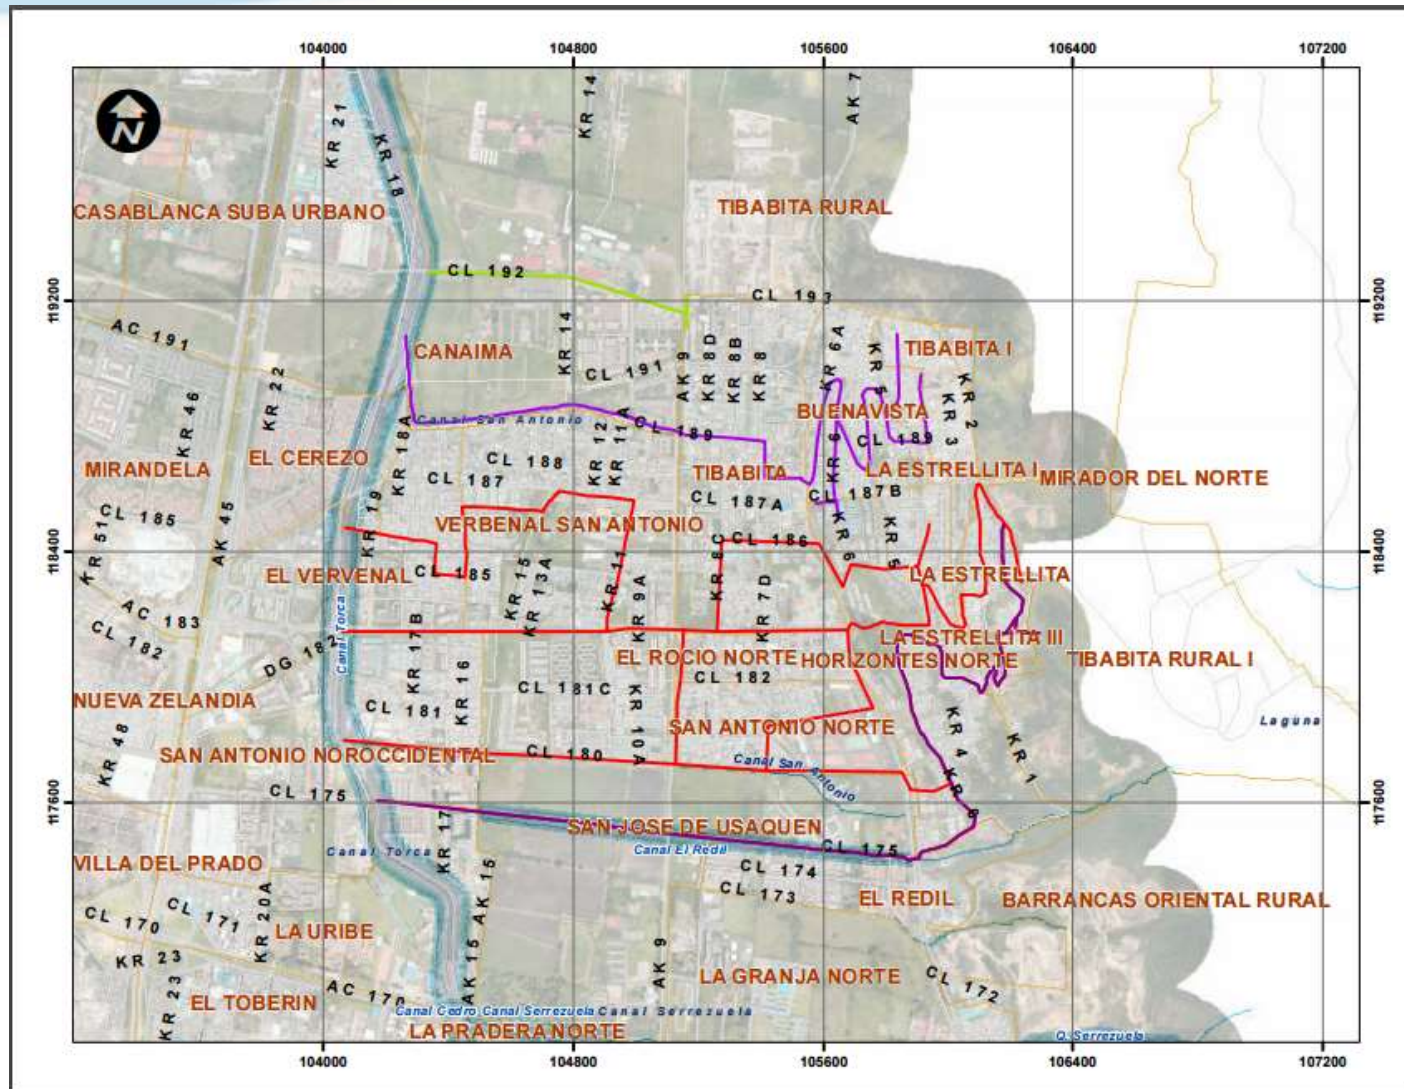 104000 104800 105600 106400 107200
N
KR 21
KR 18
KR 14
AK 7
CASABLANCA SUBA URBANO
TIBABITA RURAL
CL 192
CL 193
119200
119200
AC 191
CANAIMA
KR 14
CL 191
AK 9
KR 8D
KR 8B
KR 8
KR 6A
KR 5
TIBABITA I
KR 2
KR 3
KR 22
KR 46
Canal San Antonio
CL 189
BUENAVISTA
CL 189
KR 18A
KR 12
KR 11A
EL CEREZO
MIRANDELA
CL 188
CL 187
TIBABITA
KR 6
LA ESTRELLITA I
MIRADOR DEL NORTE
CL 187A
CL 187B
CL 185
KR 51
AK 45
KR 19
VERBENAL SAN ANTONIO
CL 186
KR 6
KR 5
118400
118400
EL VERVENAL
CL 185
KR 15
KR 13A
KR 11
KR 9A
KR 8C
KR 7D
LA ESTRELLITA
AC 183
CL 182
DG 182
Canal Torca
KR 17B
LA ESTRELLITA III
EL ROCIO NORTE
HORIZONTES NORTE
TIBABITA RURAL I
NUEVA ZELANDIA
KR 16
CL 181C
CL 182
CL 181
KR 10A
SAN ANTONIO NORTE
KR 4
KR 1
Laguna
KR 48
SAN ANTONIO NOROCCIDENTAL
CL 180
Canal San Antonio
KR 8
CL 175
117600
117600
SAN JOSE DE USAQUEN
KR 17
Canal Torca
Canal El Redil
CL 175
VILLA DEL PRADO
CL 174
CL 173
EL REDIL
BARRANCAS ORIENTAL RURAL
AK 15
CL 170
CL 171
KR 20A
LA URIBE
KR 23
KR 23
AK 15
AK 9
LA GRANJA NORTE
CL 172
EL TOBERIN
AC 170
Canal Cedro
Canal Serrezuela
Canal Serrezuela
LA PRADERA NORTE
Q. Serrezuela
104000 104800 105600 106400 107200